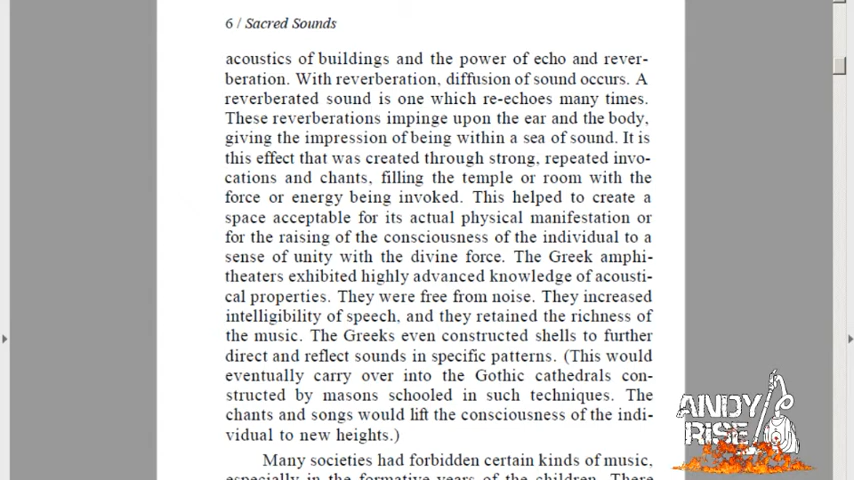 6 / Sacred Sounds
acoustics of buildings and the power of echo and rever-
beration. With reverberation, diffusion of sound occurs. A
reverberated sound is one which re-echoes many times.
These reverberations impinge upon the ear and the body,
giving the impression of being within a sea of sound. It is
this effect that was created through strong, repeated invo-
cations and chants, filling the temple or room with the
force or energy being invoked. This helped to create a
space acceptable for its actual physical manifestation or
for the raising of the consciousness of the individual to a
sense of unity with the divine force. The Greek amphi-
theaters exhibited highly advanced knowledge of acousti-
cal properties. They were free from noise. They increased
intelligibility of speech, and they retained the richness of
the music. The Greeks even constructed shells to further
direct and reflect sounds in specific patterns. (This would
eventually carry over into the Gothic cathedrals con-
structed by masons schooled in such techniques. The
chants and songs would lift the consciousness of the indi-
vidual to new heights.)
Many societies had forbidden certain kinds of music,
especially in the formative years of the children. There
ANDY
RISE